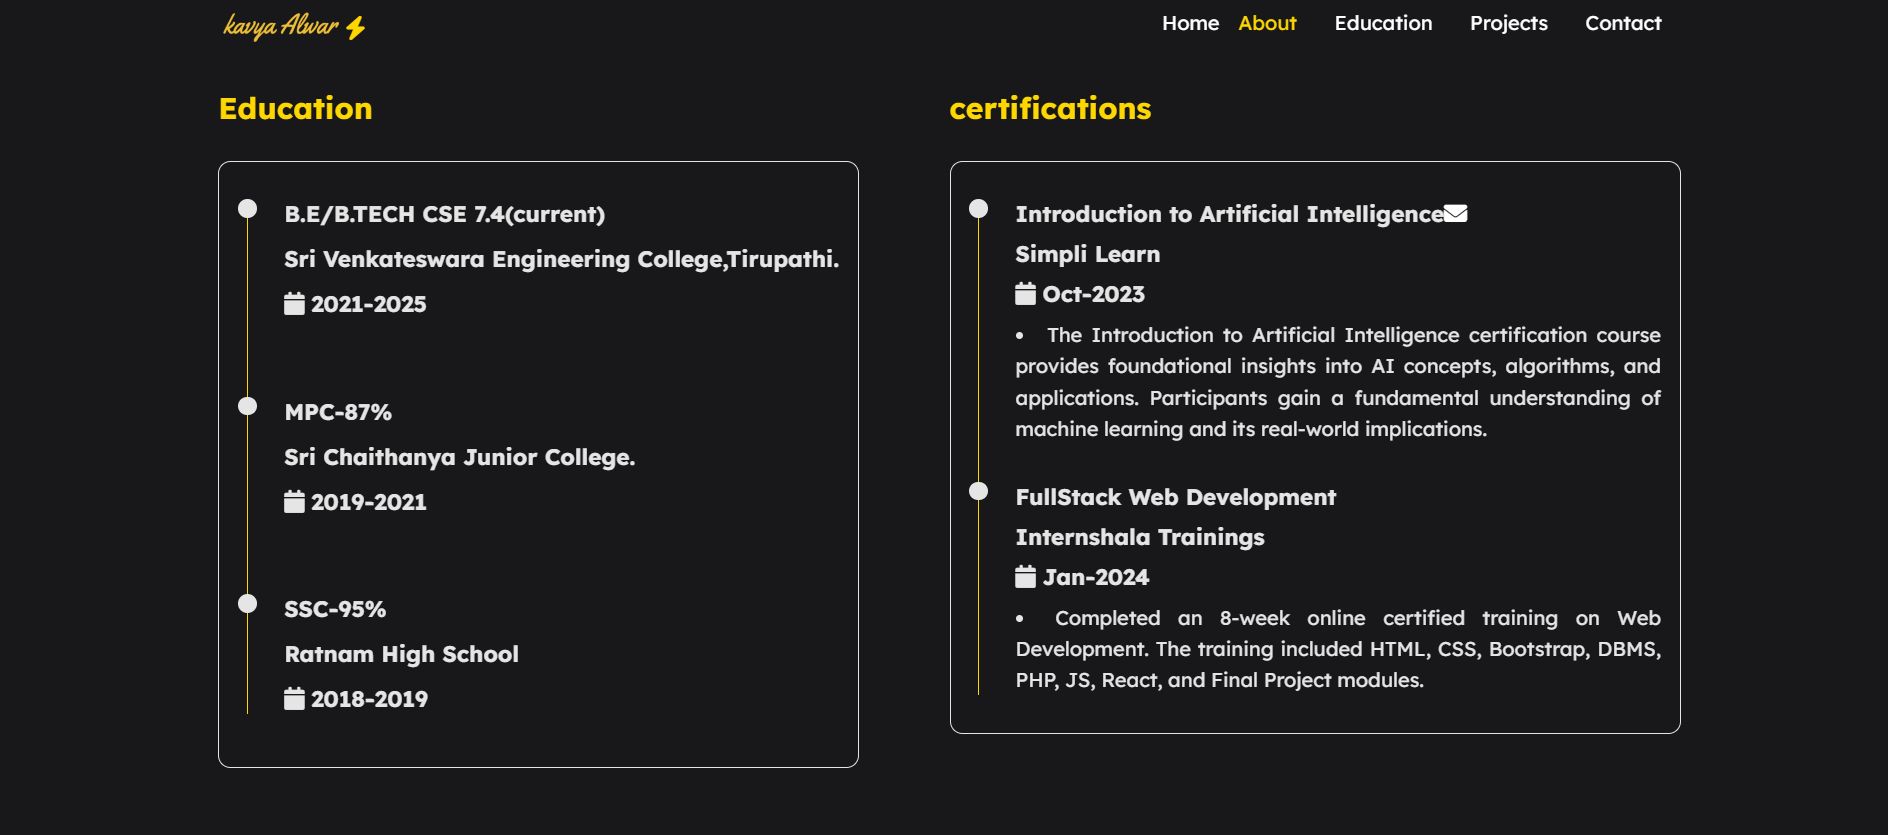 kavya Alwar
Home About Education Projects Contact
Education
B.E/B.TECH CSE 7.4(current)
Sri Venkateswara Engineering College,Tirupathi.
2021-2025
MPC-87%
Sri Chaithanya Junior College.
2019-2021
SSC-95%
Ratnam High School
2018-2019
certifications
Introduction to Artificial Intelligence
Simpli Learn
Oct-2023
• The Introduction to Artificial Intelligence certification course
provides foundational insights into AI concepts, algorithms, and
applications. Participants gain a fundamental understanding of
machine learning and its real-world implications.
FullStack Web Development
Internshala Trainings
Jan-2024
• Completed an 8-week online certified training on Web
Development. The training included HTML, CSS, Bootstrap, DBMS,
PHP, JS, React, and Final Project modules.